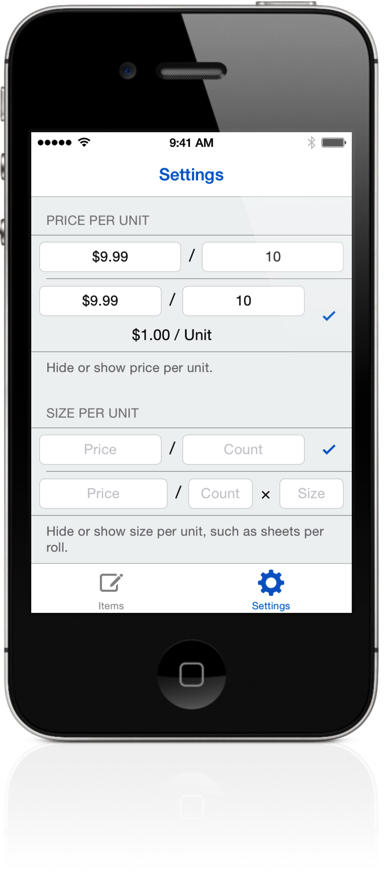 9:41 AM
Settings
PRICE PER UNIT
$9.99 / 10
$9.99 / 10
$1.00 / Unit
Hide or show price per unit.
SIZE PER UNIT
Price / Count
Price / Count × Size
Hide or show size per unit, such as sheets per
roll.
Items Settings